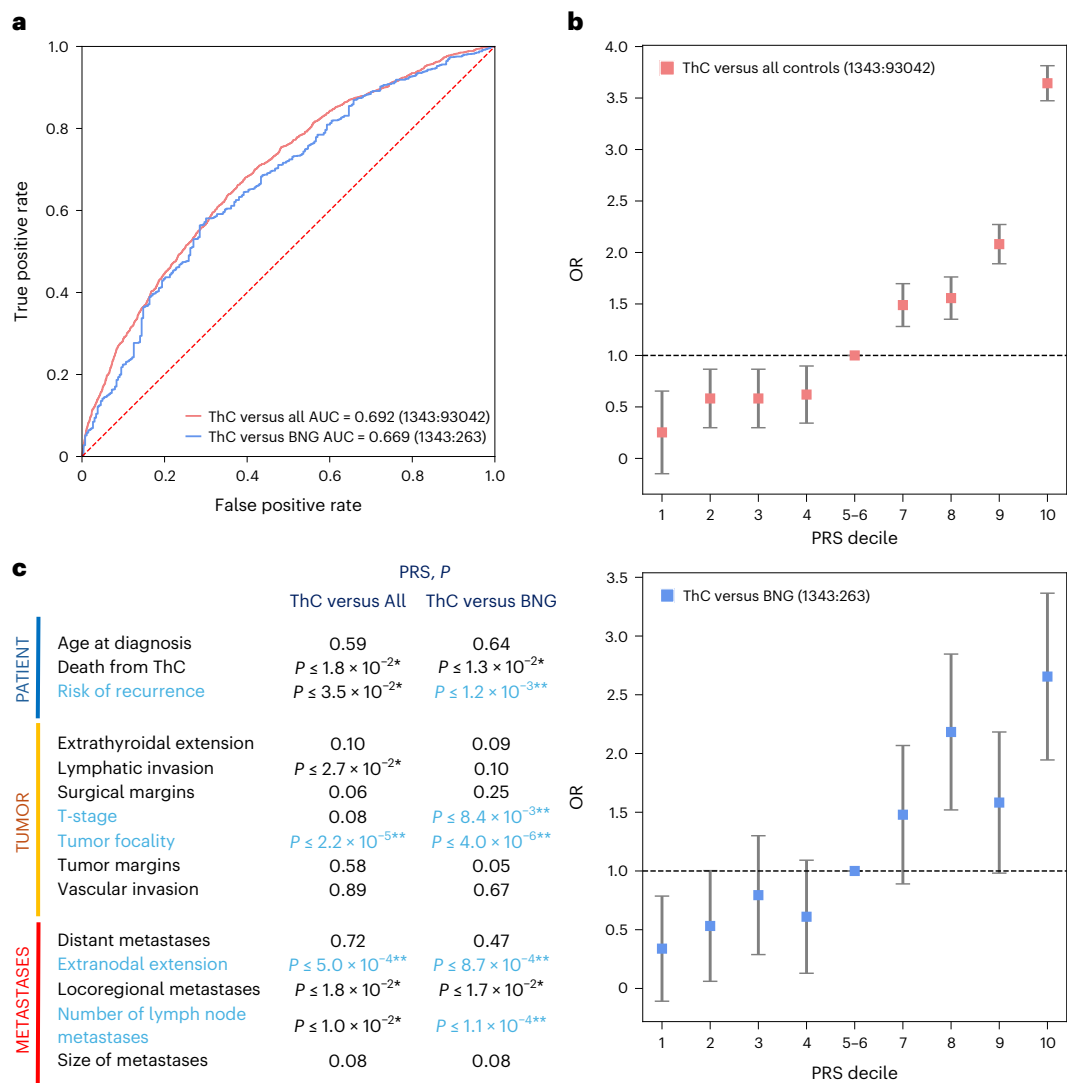 a
1.0
0.8
0.6
0.4
0.2
0
0
0.2
0.4
0.6
0.8
1.0
True positive rate
False positive rate
ThC versus all AUC = 0.692 (1343:93042)
ThC versus BNG AUC = 0.669 (1343:263)
b
4.0
3.5
3.0
2.5
2.0
1.5
1.0
0.5
0
OR
ThC versus all controls (1343:93042)
1 2 3 4 5–6 7 8 9 10
PRS decile
3.5
3.0
2.5
2.0
1.5
1.0
0.5
0
OR
ThC versus BNG (1343:263)
1 2 3 4 5–6 7 8 9 10
PRS decile
c
PRS, P
ThC versus All ThC versus BNG
PATIENT
Age at diagnosis 0.59 0.64
Death from ThC P ≤ 1.8 × 10⁻²* P ≤ 1.3 × 10⁻²*
Risk of recurrence P ≤ 3.5 × 10⁻²* P ≤ 1.2 × 10⁻³**
TUMOR
Extrathyroidal extension 0.10 0.09
Lymphatic invasion P ≤ 2.7 × 10⁻²* 0.10
Surgical margins 0.06 0.25
T-stage 0.08 P ≤ 8.4 × 10⁻³**
Tumor focality P ≤ 2.2 × 10⁻⁵** P ≤ 4.0 × 10⁻⁶**
Tumor margins 0.58 0.05
Vascular invasion 0.89 0.67
METASTASES
Distant metastases 0.72 0.47
Extranodal extension P ≤ 5.0 × 10⁻⁴** P ≤ 8.7 × 10⁻⁴**
Locoregional metastases P ≤ 1.8 × 10⁻²* P ≤ 1.7 × 10⁻²*
Number of lymph node
metastases P ≤ 1.0 × 10⁻²* P ≤ 1.1 × 10⁻⁴**
Size of metastases 0.08 0.08